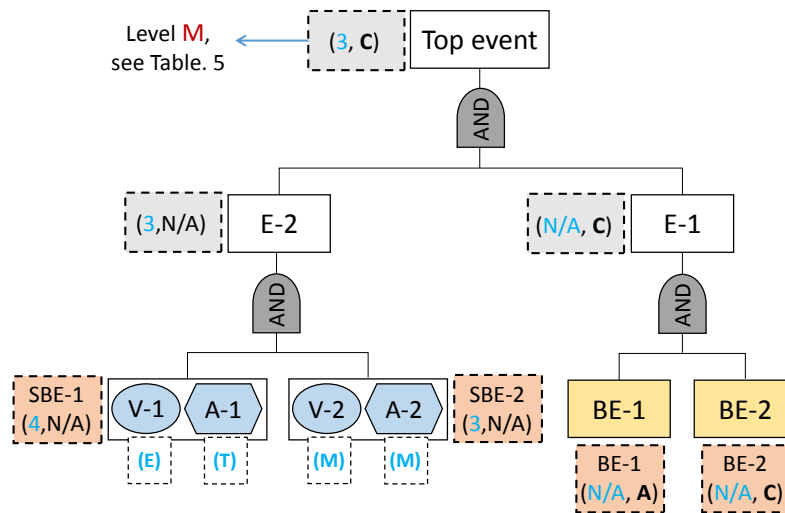 Level M,
see Table. 5
(3, C)
Top event
AND
(3,N/A)
E-2
(N/A, C)
E-1
AND
AND
SBE-1
(4,N/A)
V-1
A-1
V-2
A-2
SBE-2
(3,N/A)
BE-1
BE-2
(E)
(T)
(M)
(M)
BE-1
(N/A, A)
BE-2
(N/A, C)